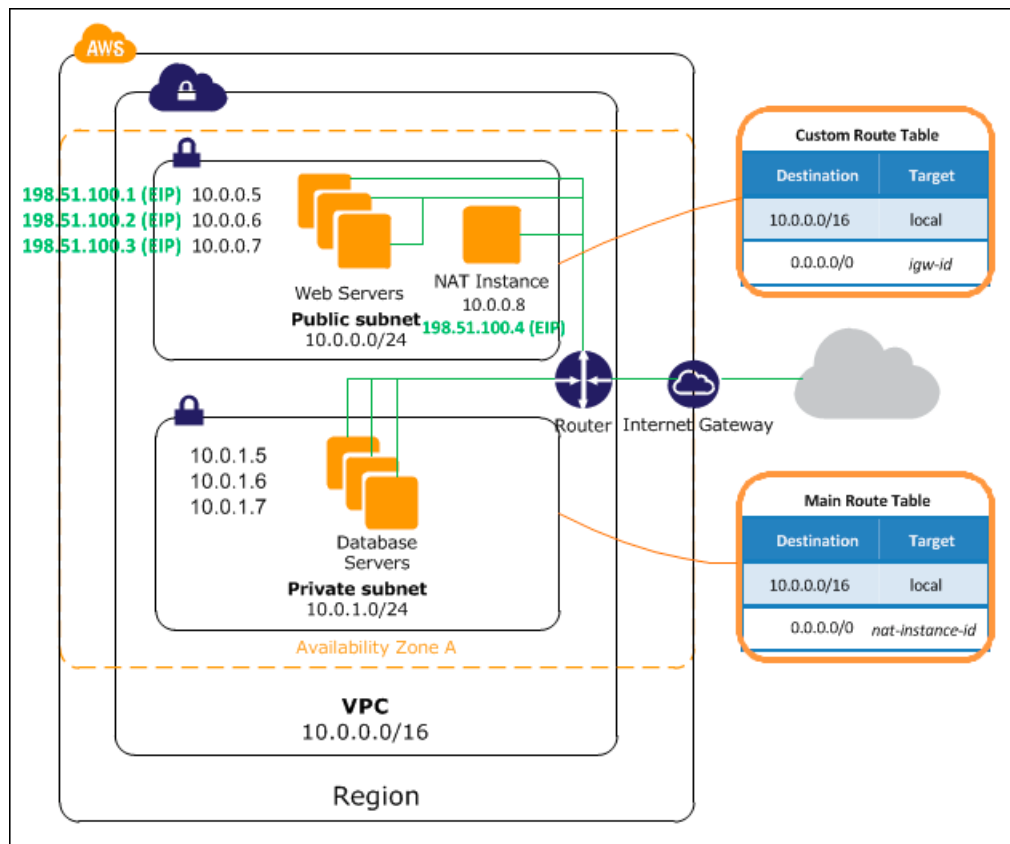 AWS
198.51.100.1 (EIP) 10.0.0.5
198.51.100.2 (EIP) 10.0.0.6
198.51.100.3 (EIP) 10.0.0.7
Web Servers
NAT Instance
10.0.0.8
198.51.100.4 (EIP)
Public subnet
10.0.0.0/24
Custom Route Table
Destination Target
10.0.0.0/16 local
0.0.0.0/0 igw-id
Router
Internet Gateway
10.0.1.5
10.0.1.6
10.0.1.7
Database
Servers
Private subnet
10.0.1.0/24
Main Route Table
Destination Target
10.0.0.0/16 local
0.0.0.0/0 nat-instance-id
Availability Zone A
VPC
10.0.0.0/16
Region